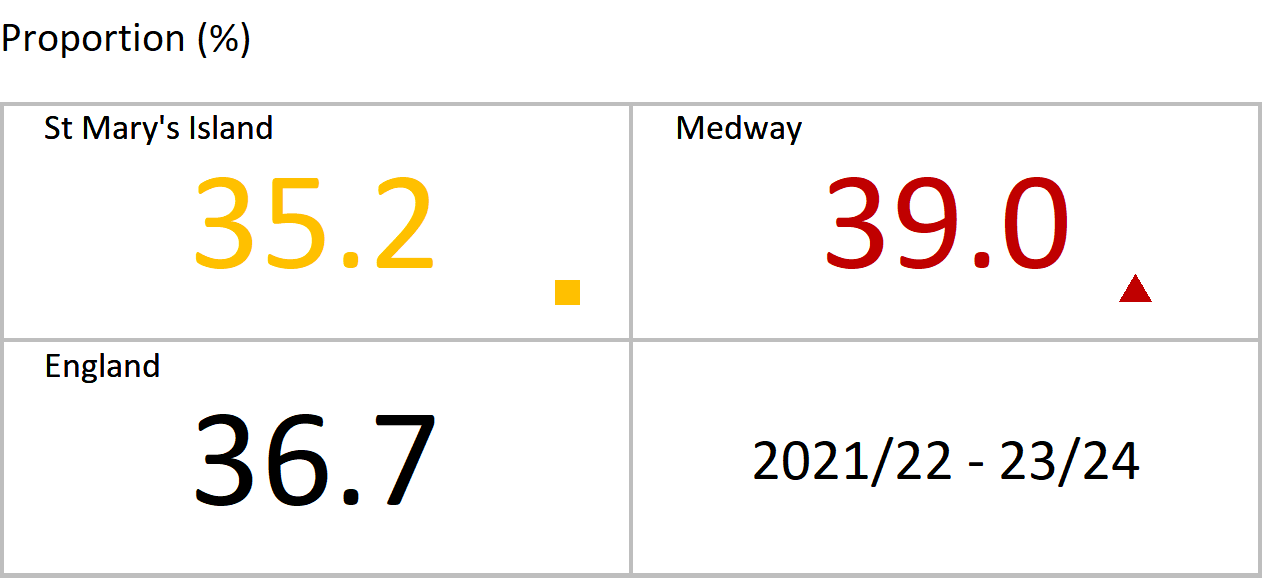 Proportion (%)
St Mary's Island
35.2
Medway
39.0
England
36.7
2021/22 - 23/24